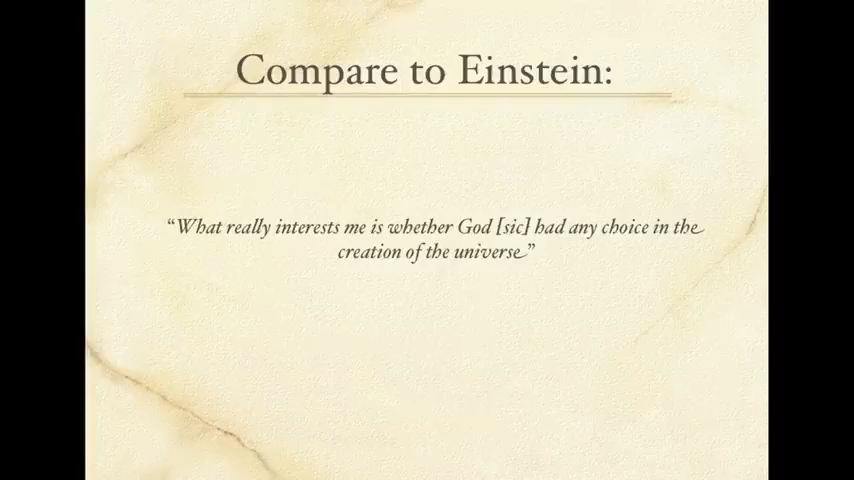 Compare to Einstein:
“What really interests me is whether God [sic] had any choice in the
creation of the universe”